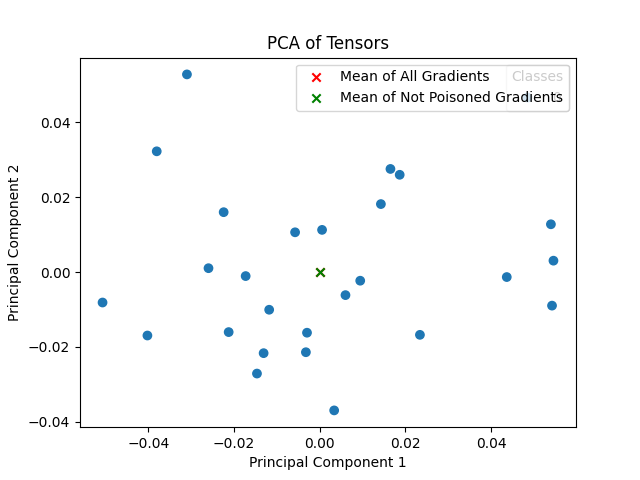 PCA of Tensors
Mean of All Gradients
Mean of Not Poisoned Gradients
Classes
0.04
0.02
0.00
−0.02
−0.04
Principal Component 2
−0.04
−0.02
0.00
0.02
0.04
Principal Component 1